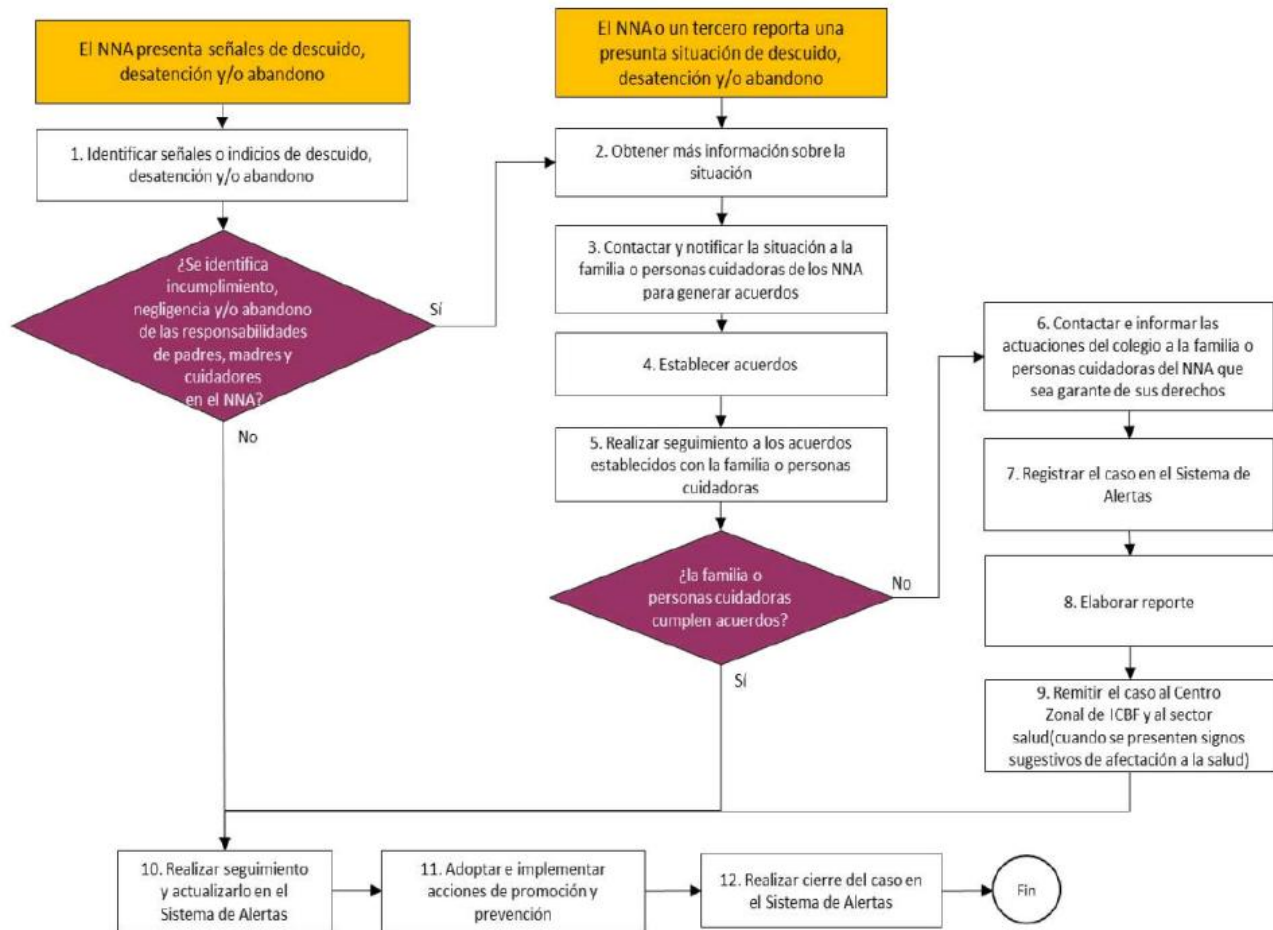 El NNA presenta señales de descuido,
desatención y/o abandono
El NNA o un tercero reporta una
presunta situación de descuido,
desatención y/o abandono
1. Identificar señales o indicios de descuido,
desatención y/o abandono
2. Obtener más información sobre la
situación
¿Se identifica
incumplimiento,
negligencia y/o abandono
de las responsabilidades
de padres, madres y
cuidadores
en el NNA?
Sí
No
3. Contactar y notificar la situación a la
familia o personas cuidadoras de los NNA
para generar acuerdos
4. Establecer acuerdos
5. Realizar seguimiento a los acuerdos
establecidos con la familia o personas
cuidadoras
¿la familia o
personas cuidadoras
cumplen acuerdos?
No
Sí
6. Contactar e informar las
actuaciones del colegio a la familia o
personas cuidadoras del NNA que
sea garante de sus derechos
7. Registrar el caso en el Sistema de
Alertas
8. Elaborar reporte
9. Remitir el caso al Centro
Zonal de ICBF y al sector
salud(cuando se presenten signos
sugestivos de afectación a la salud)
10. Realizar seguimiento
y actualizarlo en el
Sistema de Alertas
11. Adoptar e implementar
acciones de promoción y
prevención
12. Realizar cierre del caso en
el Sistema de Alertas
Fin